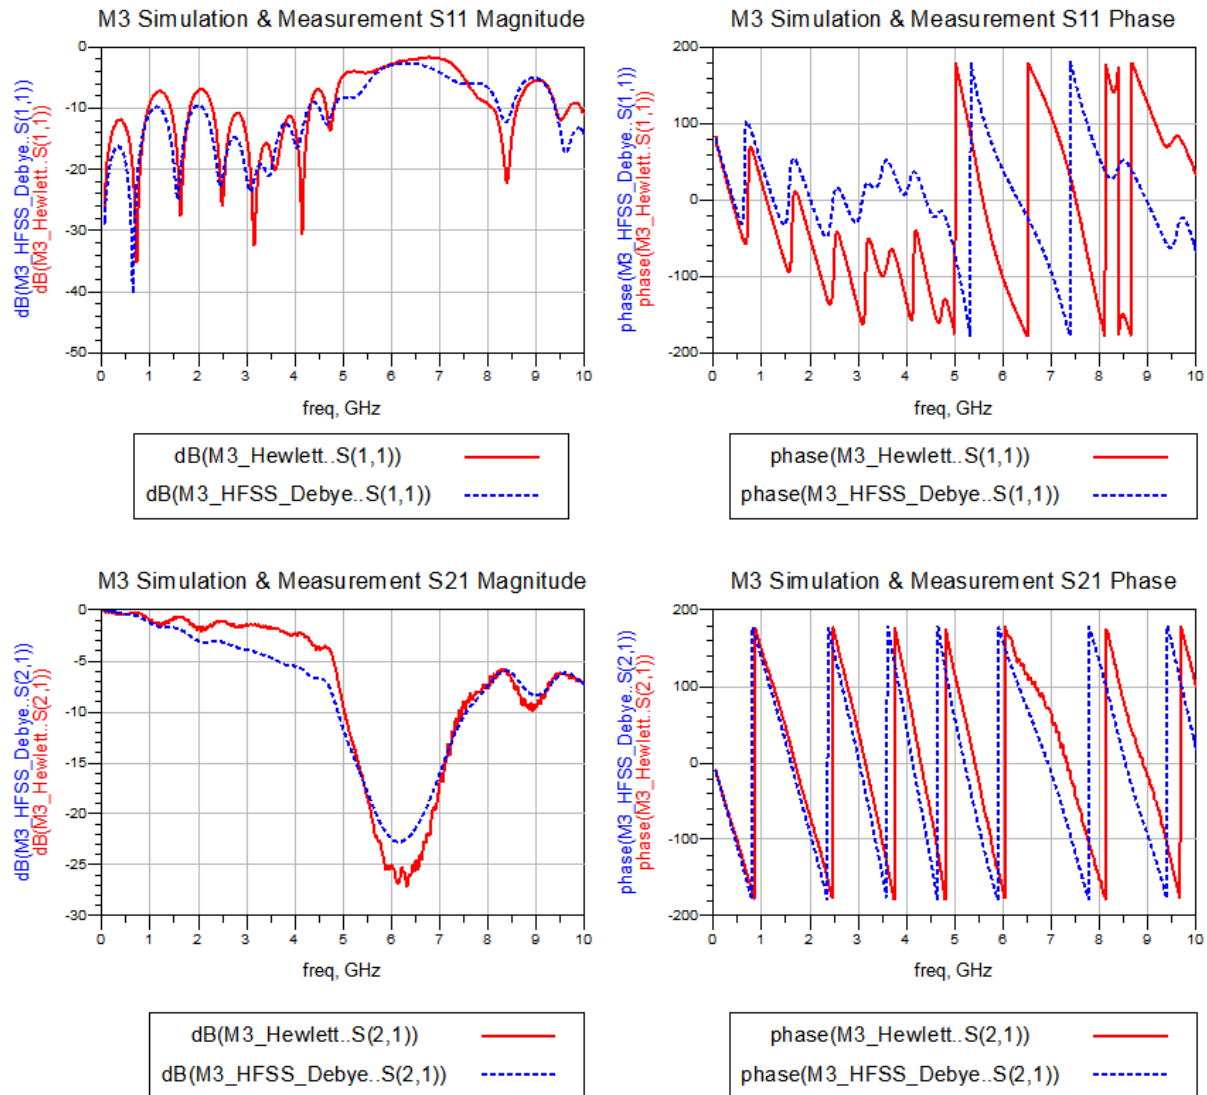 M3 Simulation & Measurement S11 Magnitude
dB(M3_HFSS_Debye..S(1,1))
dB(M3_Hewlett..S(1,1))
0
-10
-20
-30
-40
-50
0 1 2 3 4 5 6 7 8 9 10
freq, GHz
dB(M3_Hewlett..S(1,1))
dB(M3_HFSS_Debye..S(1,1))
M3 Simulation & Measurement S11 Phase
phase(M3_HFSS_Debye..S(1,1))
phase(M3_Hewlett..S(1,1))
200
100
0
-100
-200
0 1 2 3 4 5 6 7 8 9 10
freq, GHz
phase(M3_Hewlett..S(1,1))
phase(M3_HFSS_Debye..S(1,1))
M3 Simulation & Measurement S21 Magnitude
dB(M3_HFSS_Debye..S(2,1))
dB(M3_Hewlett..S(2,1))
0
-5
-10
-15
-20
-25
-30
0 1 2 3 4 5 6 7 8 9 10
freq, GHz
dB(M3_Hewlett..S(2,1))
dB(M3_HFSS_Debye..S(2,1))
M3 Simulation & Measurement S21 Phase
phase(M3_HFSS_Debye..S(2,1))
phase(M3_Hewlett..S(2,1))
200
100
0
-100
-200
0 1 2 3 4 5 6 7 8 9 10
freq, GHz
phase(M3_Hewlett..S(2,1))
phase(M3_HFSS_Debye..S(2,1))